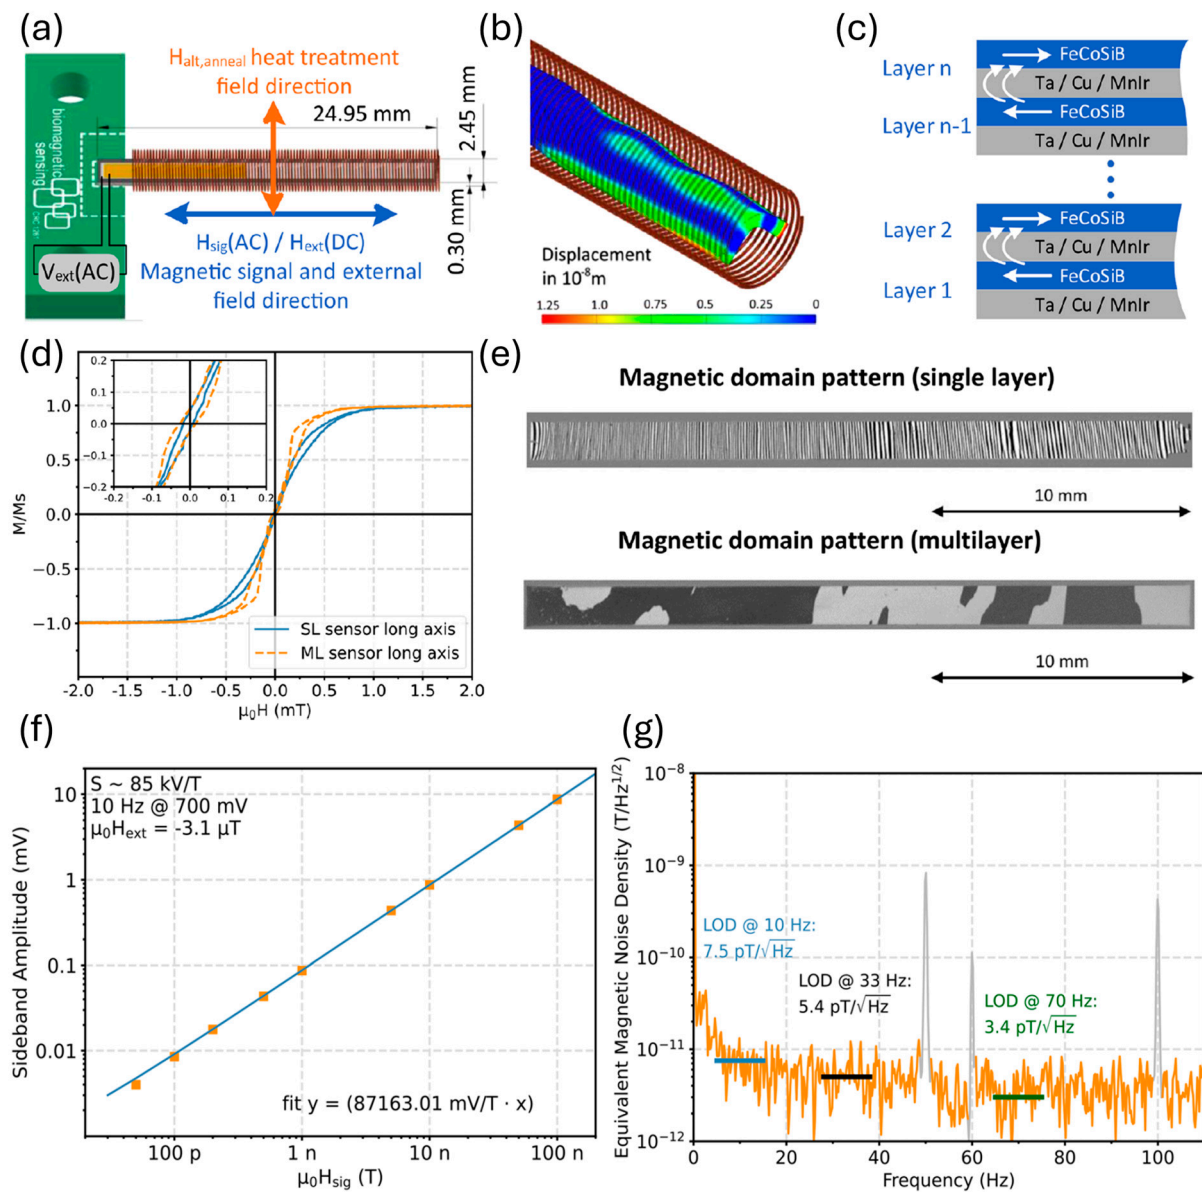 (a)
H_alt,anneal heat treatment
field direction
24.95 mm
2.45 mm
0.30 mm
biomagnetic
sensing
V_ext(AC)
H_sig(AC) / H_ext(DC)
Magnetic signal and external
field direction
(b)
Displacement
in 10⁻⁸m
1.25 1.0 0.75 0.5 0.25 0
(c)
Layer n
Layer n-1
Layer 2
Layer 1
FeCoSiB
Ta / Cu / MnIr
FeCoSiB
Ta / Cu / MnIr
FeCoSiB
Ta / Cu / MnIr
FeCoSiB
Ta / Cu / MnIr
(d)
M/Ms
1.0
0.5
0.0
−0.5
−1.0
0.2
0.1
0.0
-0.1
-0.2
-0.2 -0.1 0.0 0.1 0.2
SL sensor long axis
ML sensor long axis
-2.0 -1.5 -1.0 -0.5 0.0 0.5 1.0 1.5 2.0
μ₀H (mT)
(e)
Magnetic domain pattern (single layer)
10 mm
Magnetic domain pattern (multilayer)
10 mm
(f)
S ~ 85 kV/T
10 Hz @ 700 mV
μ₀H_ext = -3.1 μT
Sideband Amplitude (mV)
10
1
0.1
0.01
fit y = (87163.01 mV/T · x)
100 p 1 n 10 n 100 n
μ₀H_sig (T)
(g)
Equivalent Magnetic Noise Density (T/Hz^1/2)
10⁻⁸
10⁻⁹
10⁻¹⁰
10⁻¹¹
10⁻¹²
LOD @ 10 Hz:
7.5 pT/√Hz
LOD @ 33 Hz:
5.4 pT/√Hz
LOD @ 70 Hz:
3.4 pT/√Hz
0 20 40 60 80 100
Frequency (Hz)